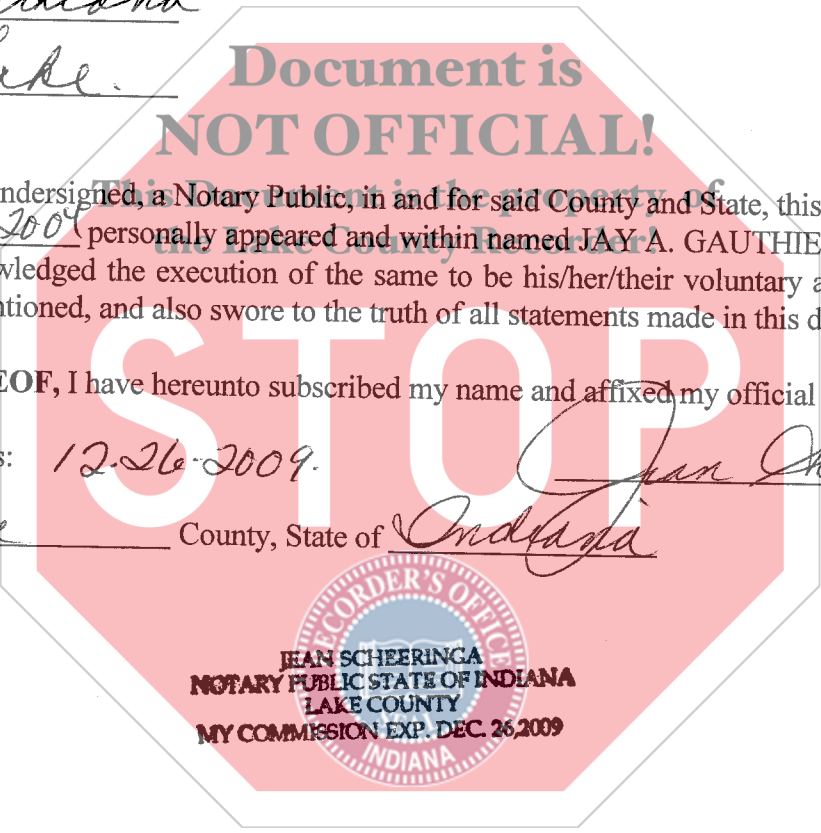 Indiana
Lake.
Document is
NOT OFFICIAL!
This Document is the property of
the Lake County Recorder!
ndersigned, a Notary Public, in and for said County and State, this
2004 personally appeared and within named JAY A. GAUTHIE
wledged the execution of the same to be his/her/their voluntary a
ntioned, and also swore to the truth of all statements made in this d
STOP
EOF, I have hereunto subscribed my name and affixed my official
s: 12-26-2009.
Jean Sh
County, State of Indiana
RECORDER'S OFFICE
JEAN SCHEERINGA
NOTARY PUBLIC STATE OF INDIANA
LAKE COUNTY
MY COMMISSION EXP. DEC. 26,2009
INDIANA